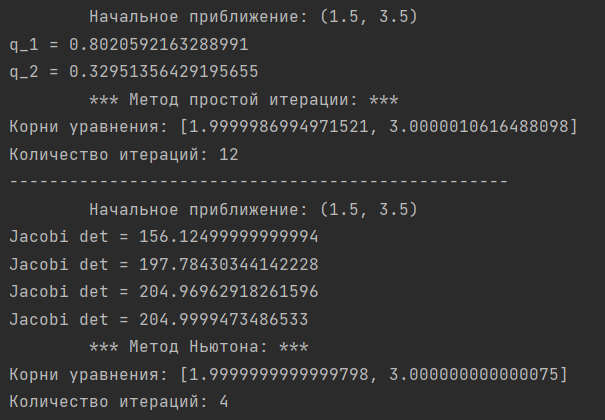 Начальное приближение: (1.5, 3.5)
q_1 = 0.8020592163288991
q_2 = 0.32951356429195655
*** Метод простой итерации: ***
Корни уравнения: [1.9999986994971521, 3.0000010616488098]
Количество итераций: 12
--------------------------------------------------
Начальное приближение: (1.5, 3.5)
Jacobi det = 156.12499999999994
Jacobi det = 197.78430344142228
Jacobi det = 204.96962918261596
Jacobi det = 204.9999473486533
*** Метод Ньютона: ***
Корни уравнения: [1.9999999999999798, 3.000000000000075]
Количество итераций: 4